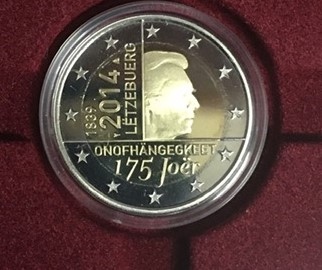 1839
2014
LËTZEBUERG
ONOFHÄNGEGKEET
175 Joër